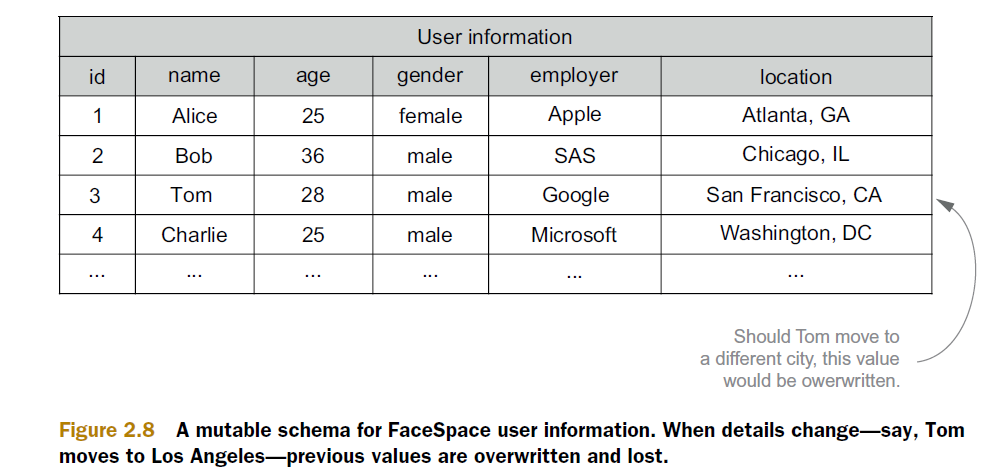 User information
id name age gender employer location
1 Alice 25 female Apple Atlanta, GA
2 Bob 36 male SAS Chicago, IL
3 Tom 28 male Google San Francisco, CA
4 Charlie 25 male Microsoft Washington, DC
... ... ... ... ... ...
Should Tom move to
a different city, this value
would be owerwritten.
Figure 2.8 A mutable schema for FaceSpace user information. When details change—say, Tom
moves to Los Angeles—previous values are overwritten and lost.